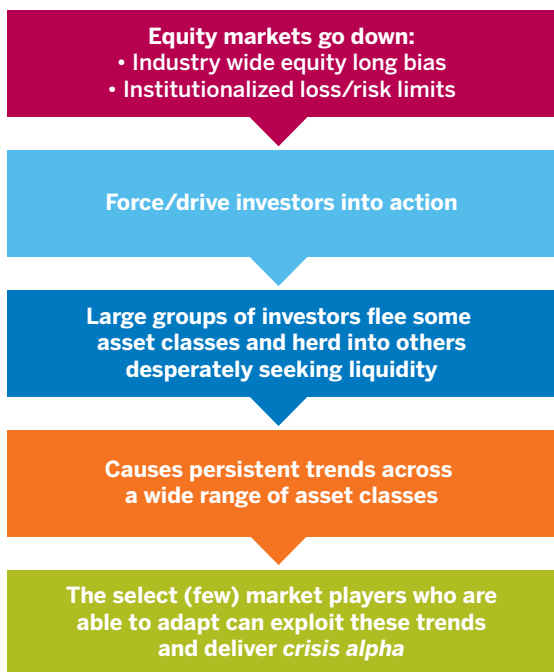 Equity markets go down:
• Industry wide equity long bias
• Institutionalized loss/risk limits
Force/drive investors into action
Large groups of investors flee some
asset classes and herd into others
desperately seeking liquidity
Causes persistent trends across
a wide range of asset classes
The select (few) market players who are
able to adapt can exploit these trends
and deliver crisis alpha